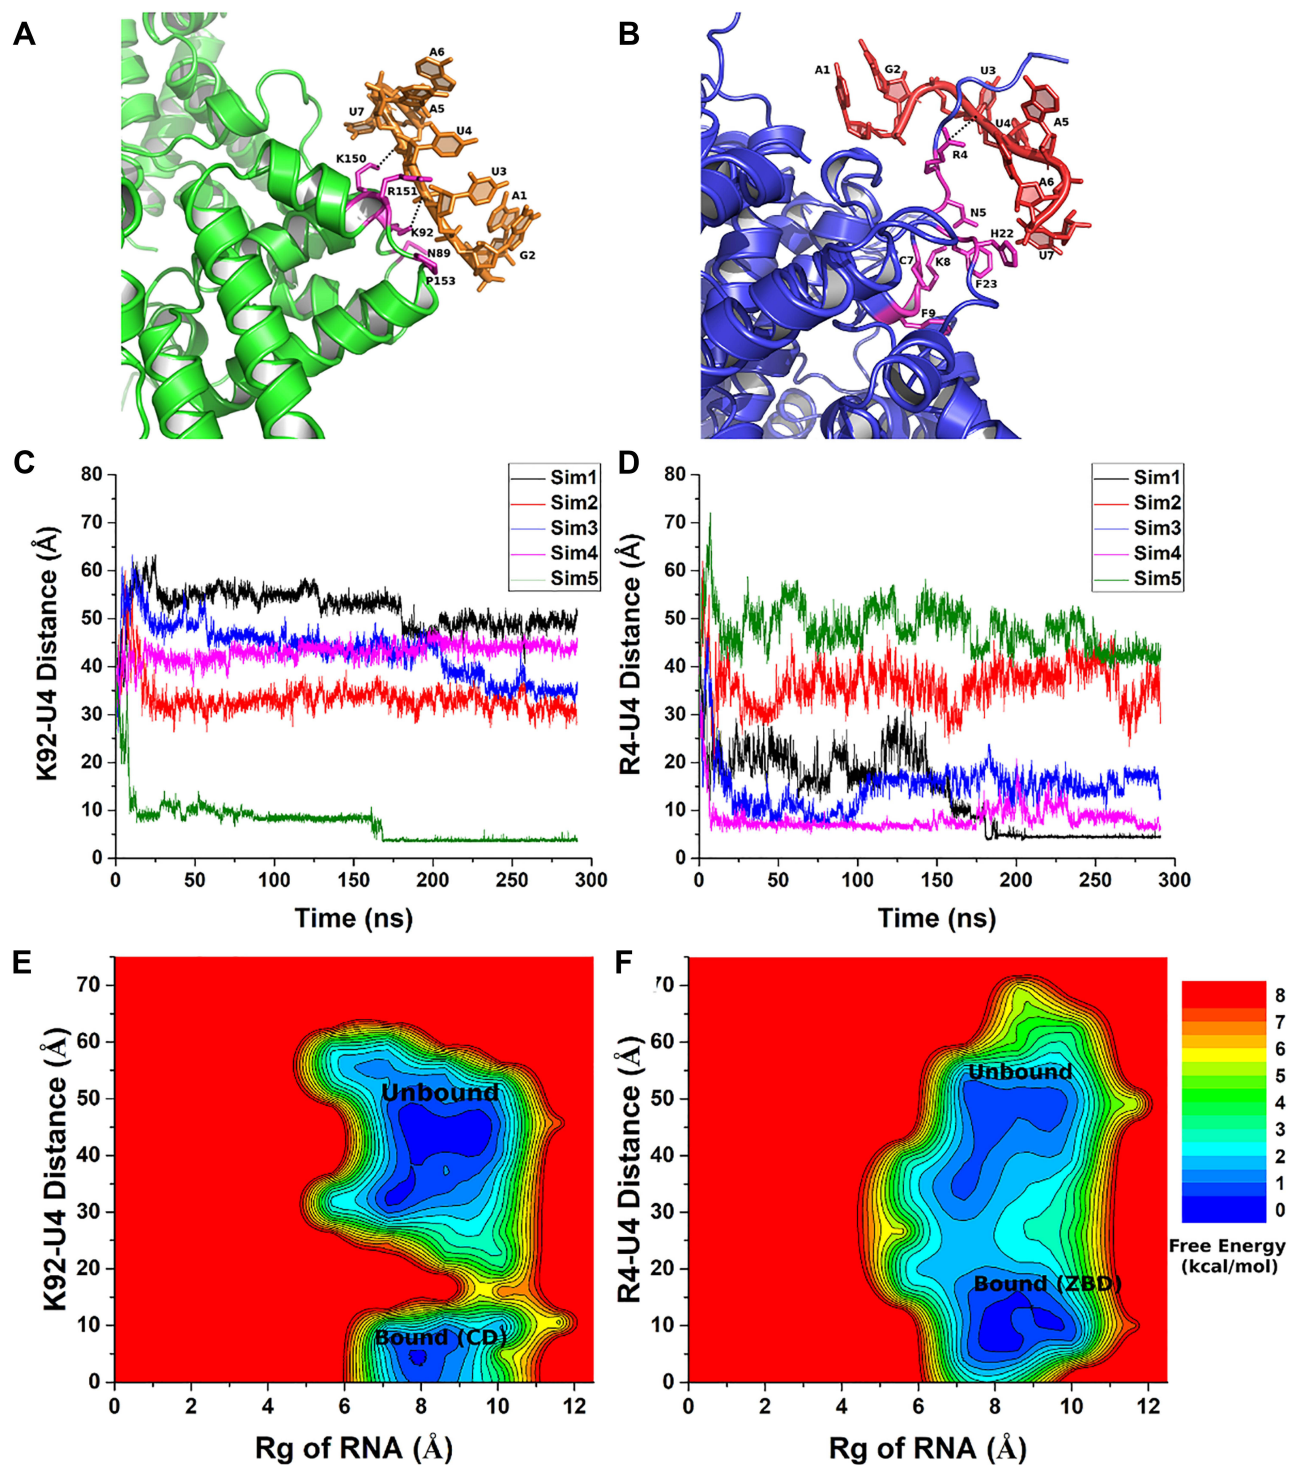 A
A6
A5
U7
U4
K150
U3
R151
A1
K92
N89
G2
P153
B
A1
G2
U3
U4
A5
R4
A6
N5
H22
C7
K8
U7
F23
F9
C
K92-U4 Distance (Å)
80
70
60
50
40
30
20
10
0
0 50 100 150 200 250 300
Time (ns)
Sim1
Sim2
Sim3
Sim4
Sim5
D
R4-U4 Distance (Å)
80
70
60
50
40
30
20
10
0
0 50 100 150 200 250 300
Time (ns)
Sim1
Sim2
Sim3
Sim4
Sim5
E
K92-U4 Distance (Å)
70
60
50
40
30
20
10
0
0 2 4 6 8 10 12
Rg of RNA (Å)
Unbound
Bound (CD)
F
R4-U4 Distance (Å)
70
60
50
40
30
20
10
0
0 2 4 6 8 10 12
Rg of RNA (Å)
Unbound
Bound (ZBD)
8
7
6
5
4
3
2
1
0
Free Energy
(kcal/mol)